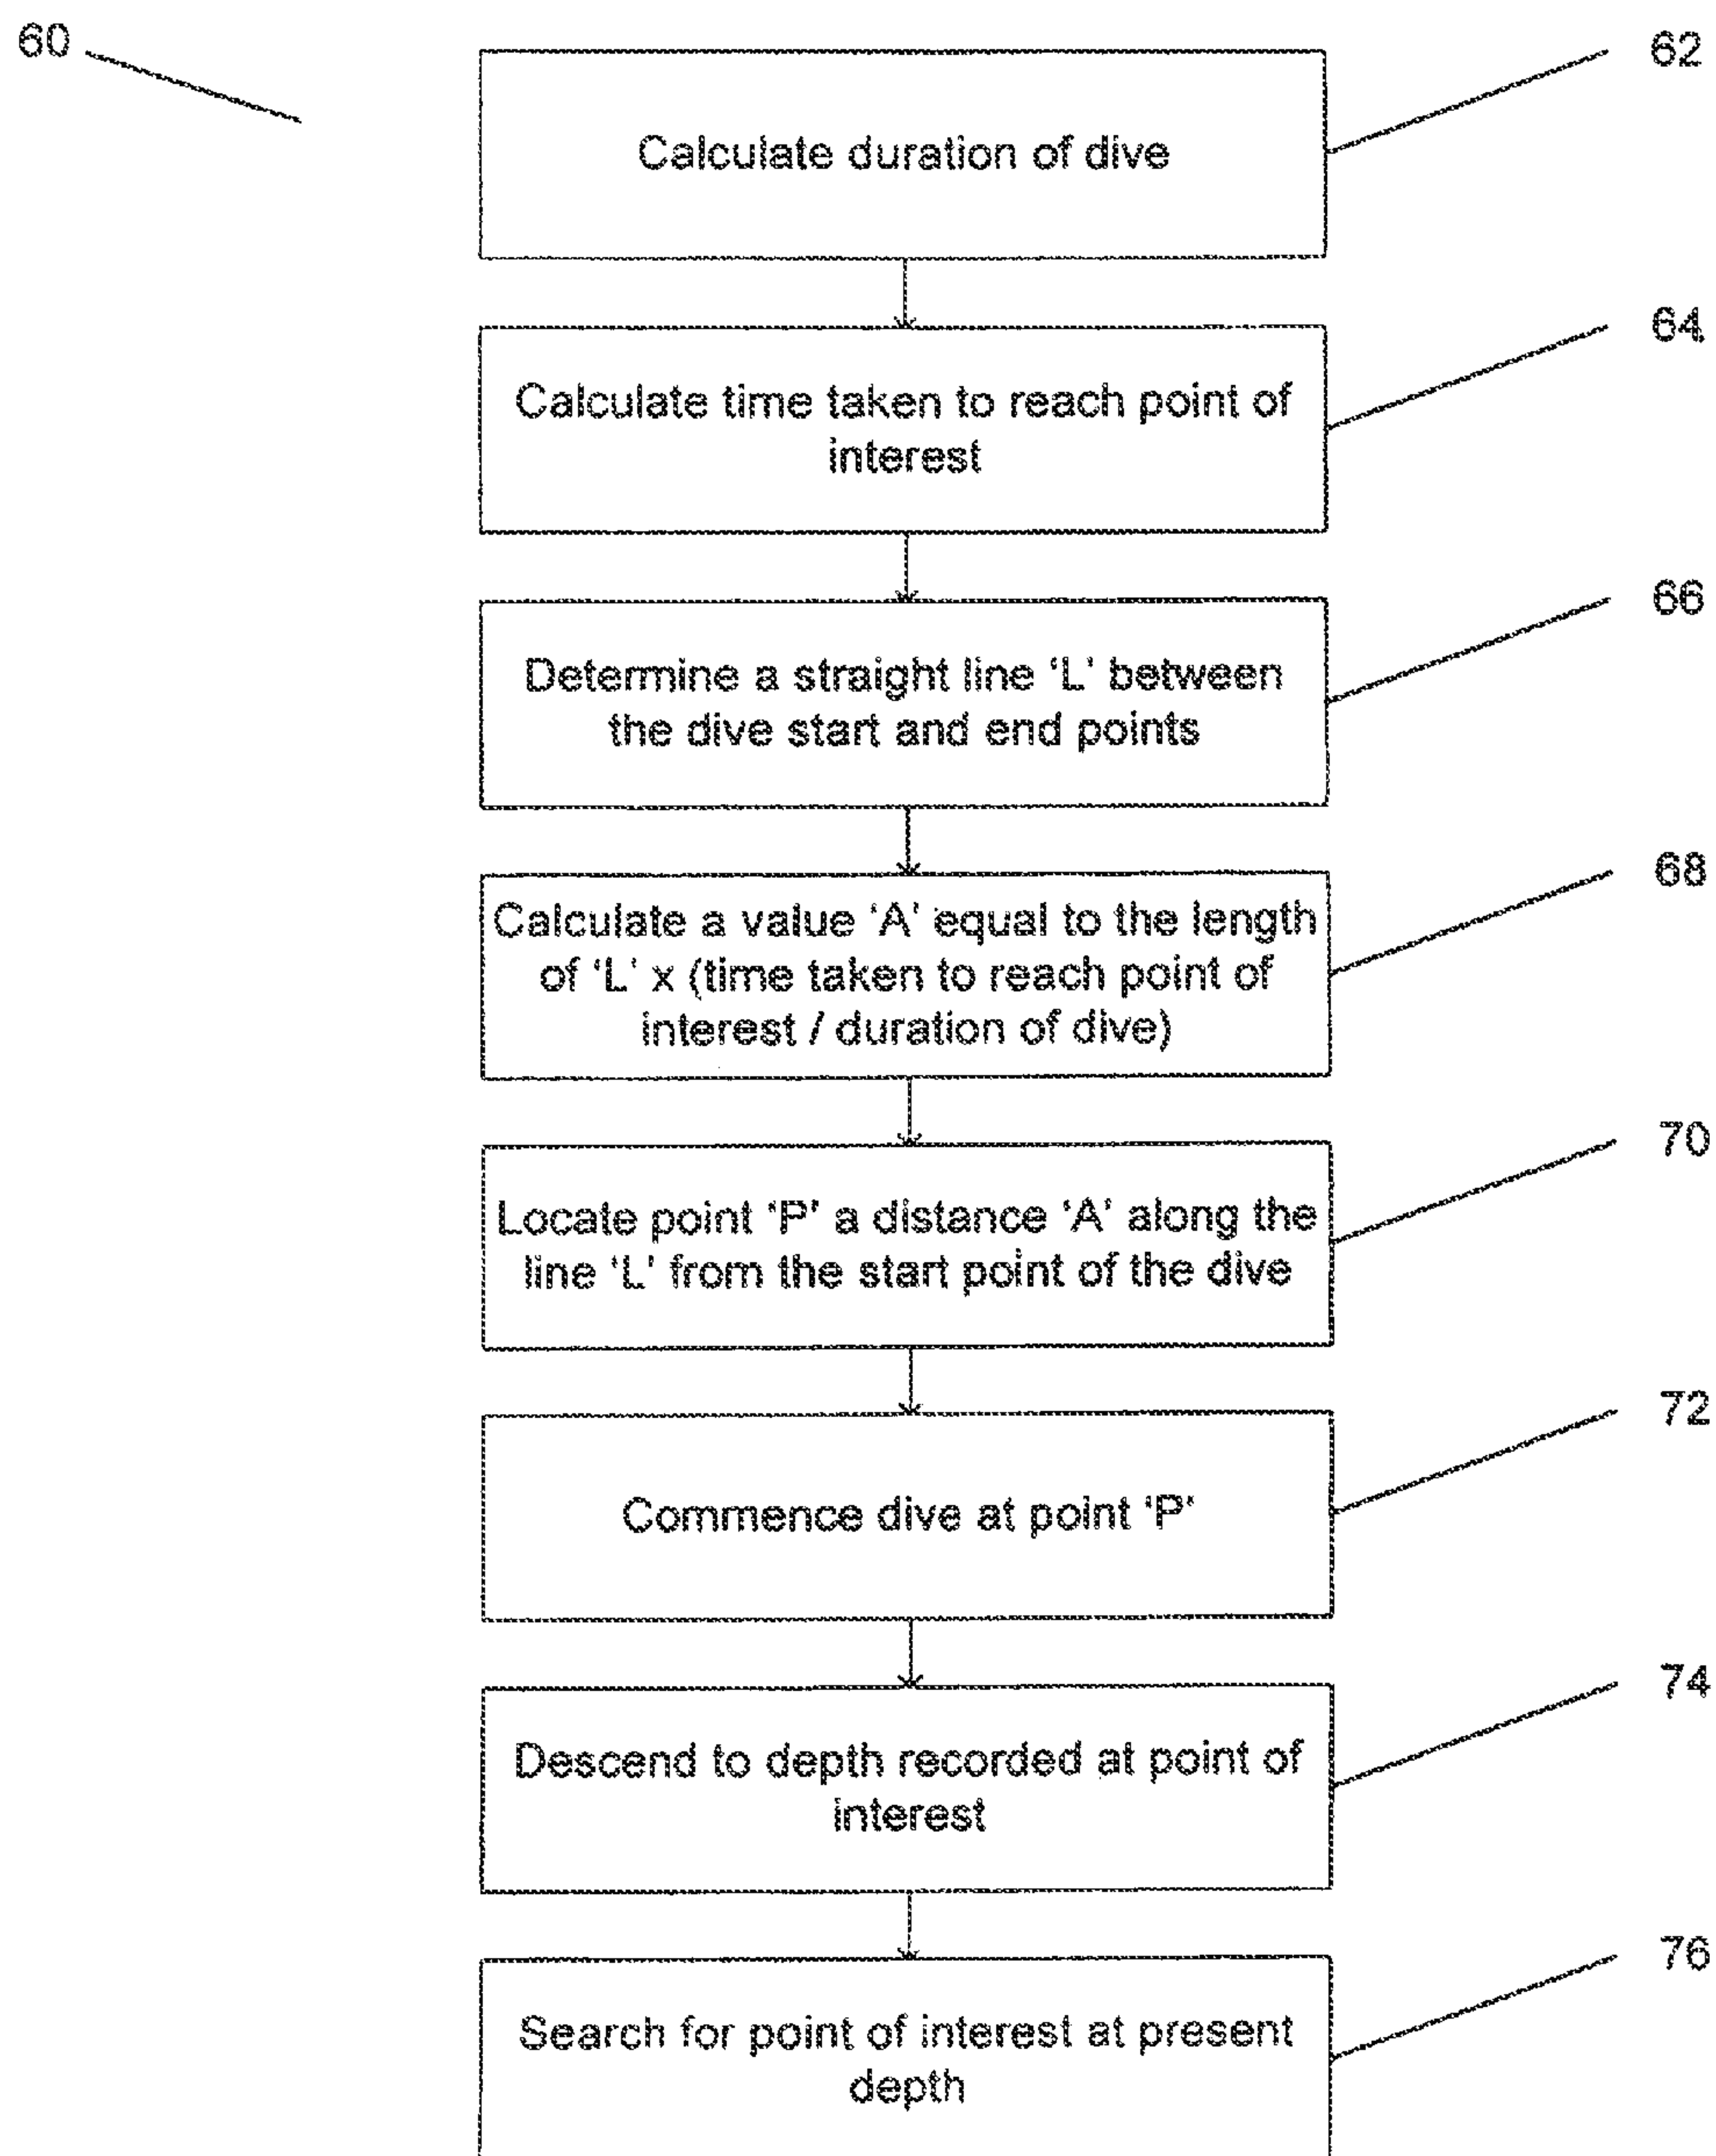 60
62
Calculate duration of dive
64
Calculate time taken to reach point of
interest
66
Determine a straight line ‘L’ between
the dive start and end points
68
Calculate a value ‘A’ equal to the length
of ‘L’ x (time taken to reach point of
interest / duration of dive)
70
Locate point ‘P’ a distance ‘A’ along the
line ‘L’ from the start point of the dive
72
Commence dive at point ‘P’
74
Descend to depth recorded at point of
interest
76
Search for point of interest at present
depth